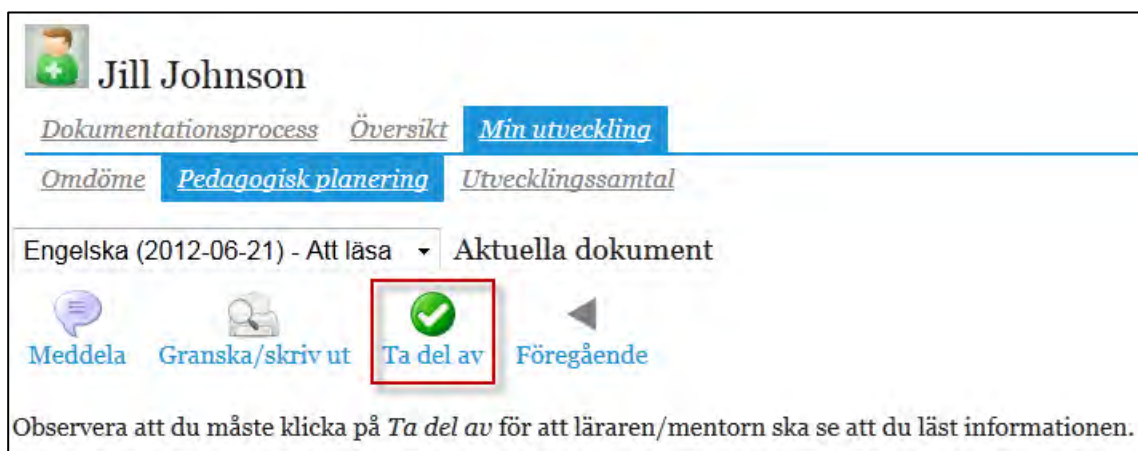 Jill Johnson
Dokumentationsprocess Översikt Min utveckling
Omdöme Pedagogisk planering Utvecklingssamtal
Engelska (2012-06-21) - Att läsa Aktuella dokument
Meddela Granska/skriv ut Ta del av Föregående
Observera att du måste klicka på Ta del av för att läraren/mentorn ska se att du läst informationen.